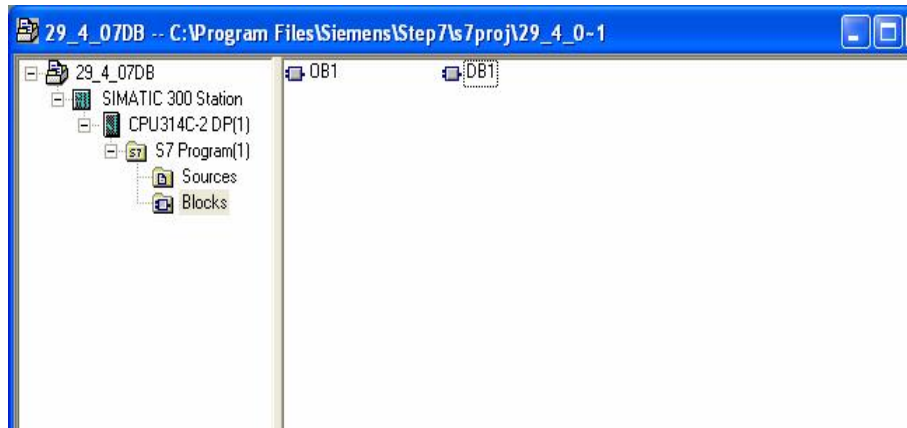 29_4_07DB -- C:\Program Files\Siemens\Step7\s7proj\29_4_0~1
29_4_07DB
SIMATIC 300 Station
CPU314C-2 DP(1)
S7 Program(1)
Sources
Blocks
OB1 DB1